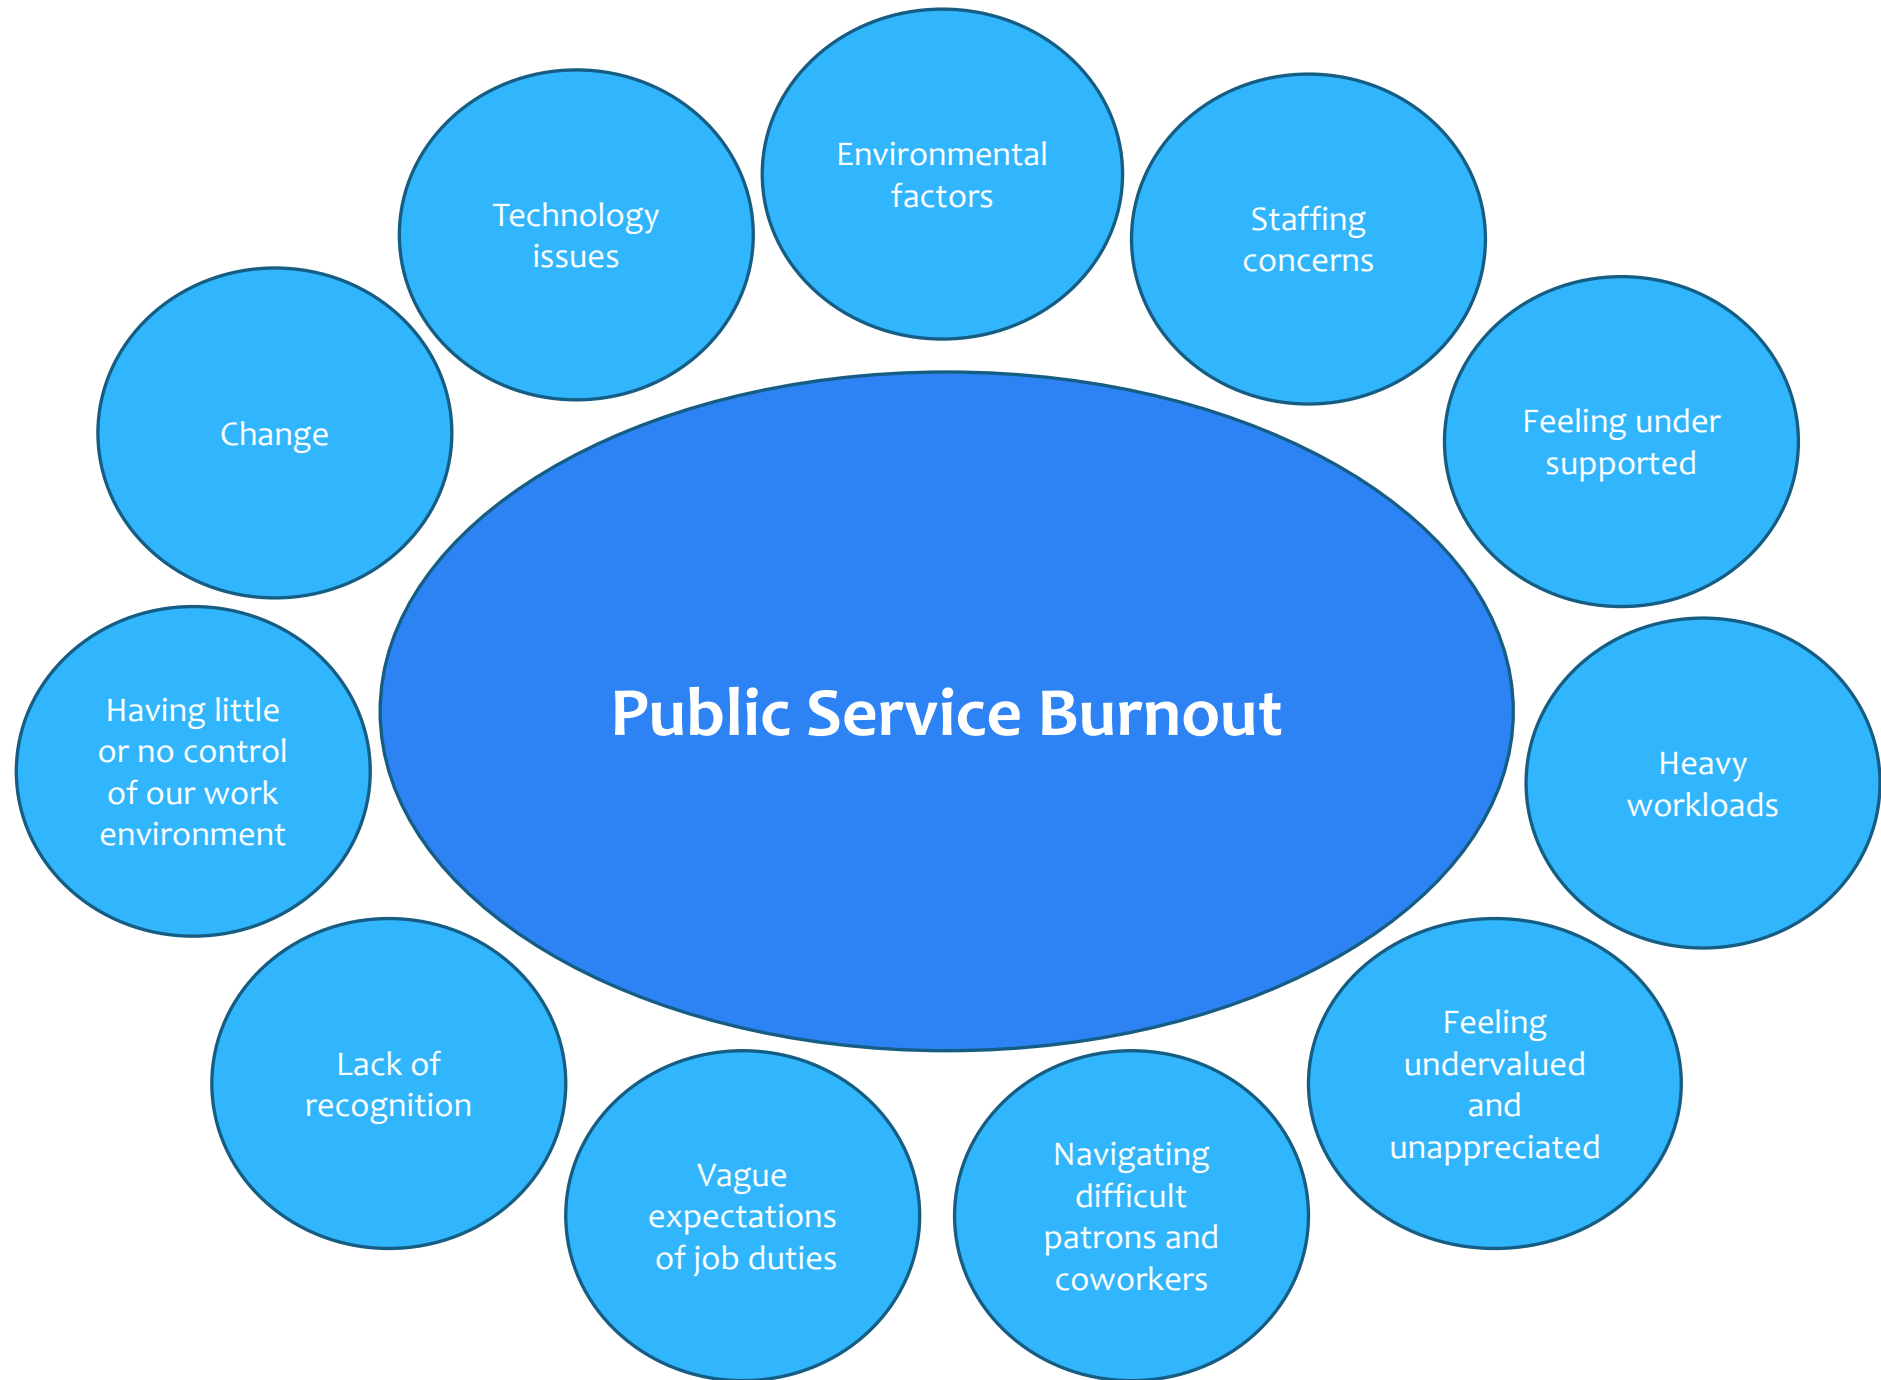 Environmental
factors
Staffing
concerns
Feeling under
supported
Heavy
workloads
Feeling
undervalued
and
unappreciated
Navigating
difficult
patrons and
coworkers
Vague
expectations
of job duties
Lack of
recognition
Having little
or no control
of our work
environment
Change
Technology
issues
Public Service Burnout